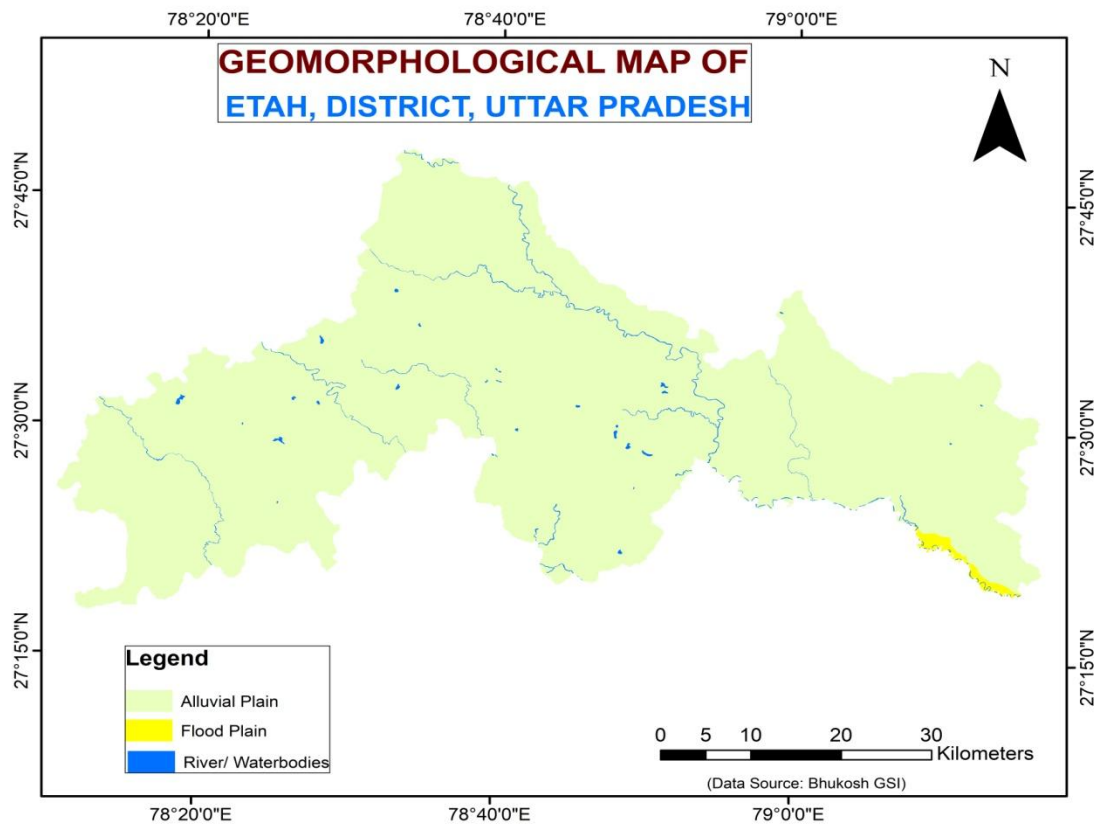 78°20'0"E 78°40'0"E 79°0'0"E
GEOMORPHOLOGICAL MAP OF
ETAH, DISTRICT, UTTAR PRADESH
N
27°45'0"N 27°45'0"N
27°30'0"N 27°30'0"N
27°15'0"N 27°15'0"N
Legend
Alluvial Plain
Flood Plain
River/ Waterbodies
0 5 10 20 30
Kilometers
(Data Source: Bhukosh GSI)
78°20'0"E 78°40'0"E 79°0'0"E